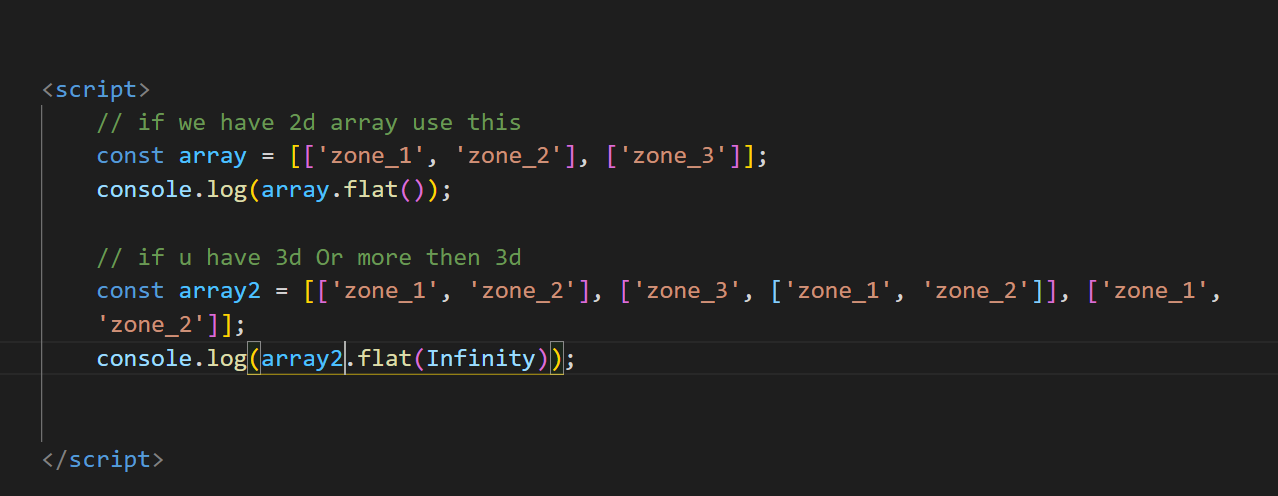 <script>
// if we have 2d array use this
const array = [['zone_1', 'zone_2'], ['zone_3']];
console.log(array.flat());
// if u have 3d Or more then 3d
const array2 = [['zone_1', 'zone_2'], ['zone_3', ['zone_1', 'zone_2']], ['zone_1',
'zone_2']];
console.log(array2.flat(Infinity));
</script>